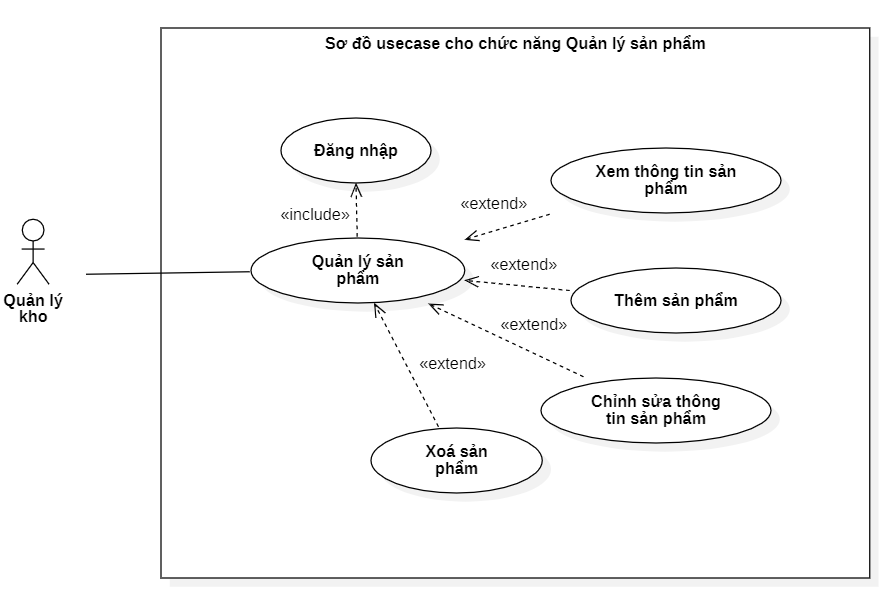 Sơ đồ usecase cho chức năng Quản lý sản phẩm
Đăng nhập
Xem thông tin sản
phẩm
«extend»
«include»
Quản lý sản
phẩm
«extend»
Quản lý
kho
Thêm sản phẩm
«extend»
«extend»
Chỉnh sửa thông
tin sản phẩm
Xoá sản
phẩm